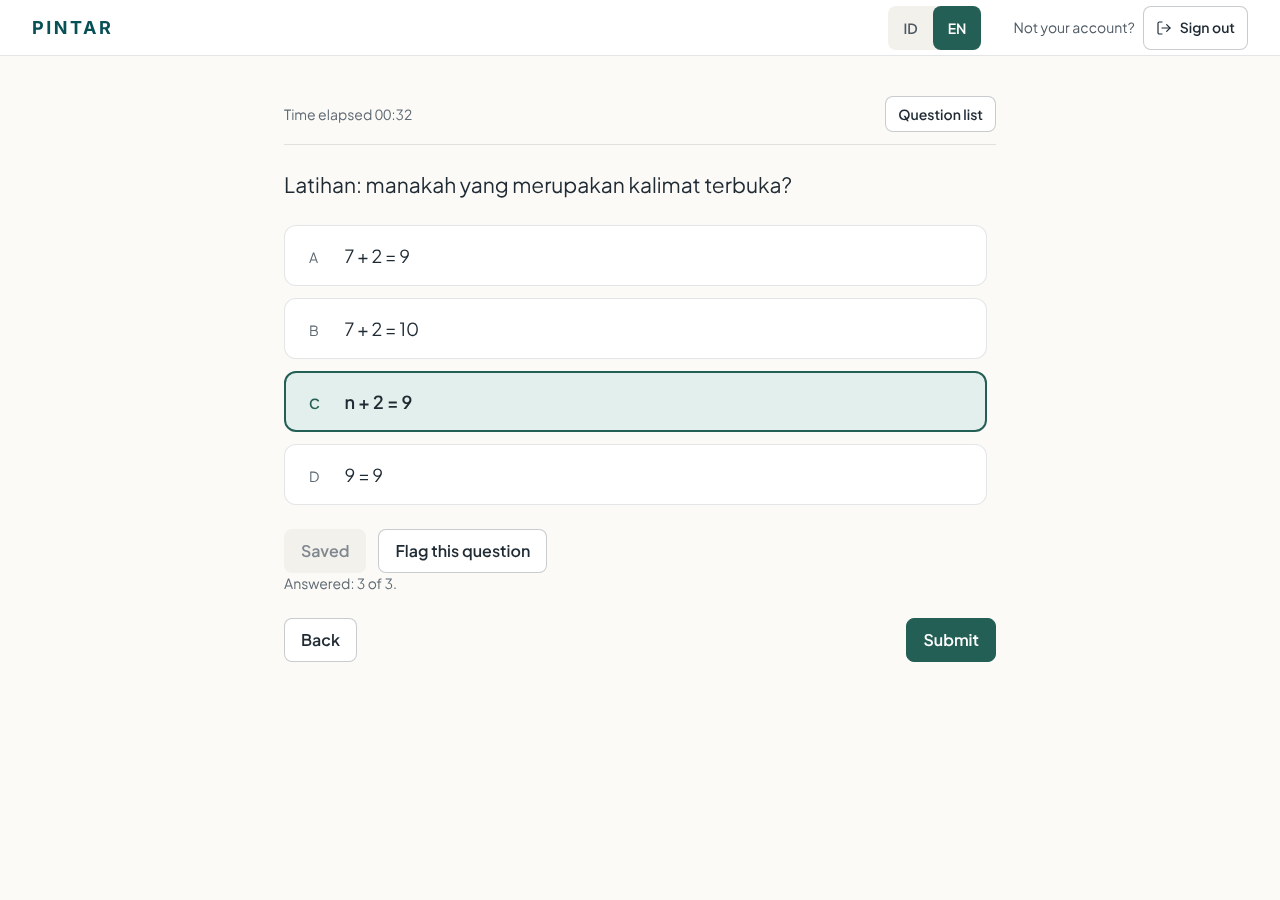 PINTAR
ID EN Not your account? Sign out
Time elapsed 00:32 Question list
Latihan: manakah yang merupakan kalimat terbuka?
A 7 + 2 = 9
B 7 + 2 = 10
C n + 2 = 9
D 9 = 9
Saved Flag this question
Answered: 3 of 3.
Back Submit